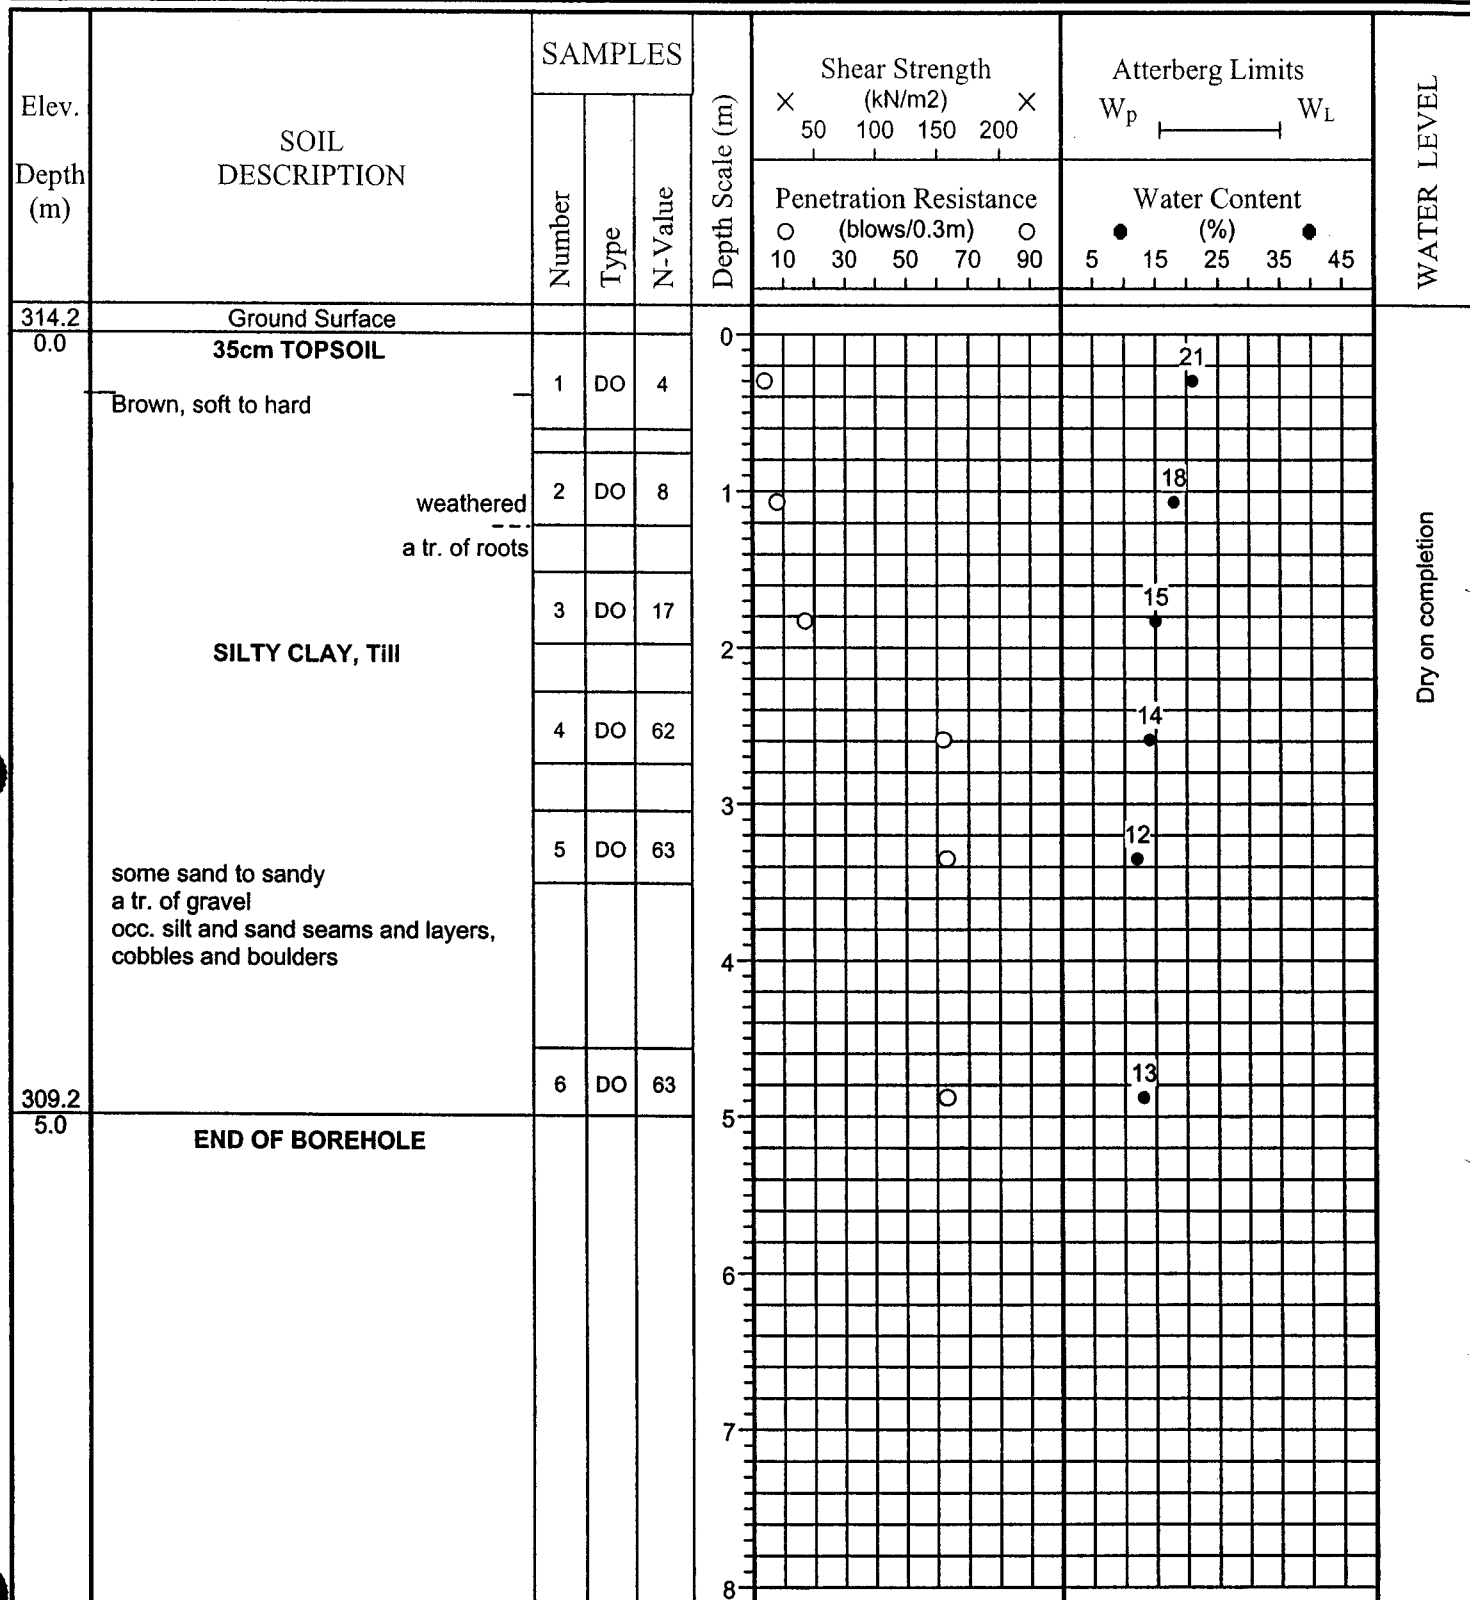 Elev.
Depth
(m)
SOIL
DESCRIPTION
SAMPLES
Number
Type
N-Value
Depth Scale (m)
Shear Strength
× (kN/m2) ×
50 100 150 200
Penetration Resistance
○ (blows/0.3m) ○
10 30 50 70 90
Atterberg Limits
Wp WL
Water Content
● (%) ●
5 15 25 35 45
WATER LEVEL
314.2 Ground Surface
0.0 35cm TOPSOIL
0
21
1 DO 4
Brown, soft to hard
18
2 DO 8
1
weathered
a tr. of roots
15
3 DO 17
2
SILTY CLAY, Till
Dry on completion
14
4 DO 62
3
12
5 DO 63
some sand to sandy
a tr. of gravel
occ. silt and sand seams and layers,
cobbles and boulders
4
13
6 DO 63
309.2
5.0
5
END OF BOREHOLE
6
7
8